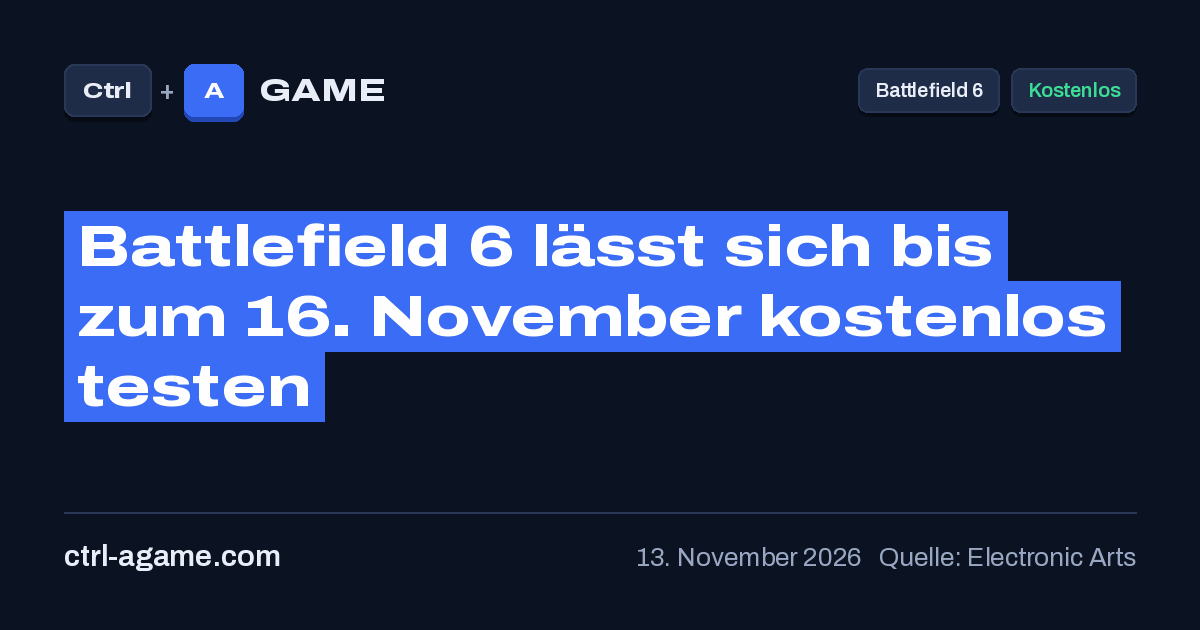 Ctrl + A GAME
Battlefield 6 Kostenlos
Battlefield 6 lässt sich bis
zum 16. November kostenlos
testen
ctrl-agame.com
13. November 2026 Quelle: Electronic Arts